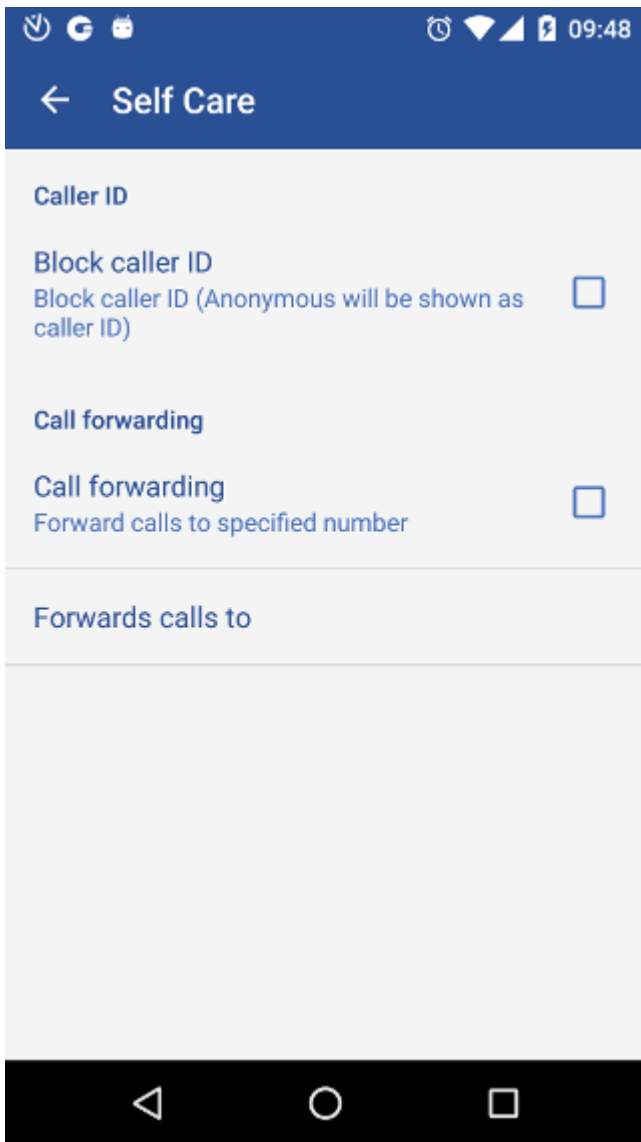 09:48
Self Care
Caller ID
Block caller ID
Block caller ID (Anonymous will be shown as
caller ID)
Call forwarding
Call forwarding
Forward calls to specified number
Forwards calls to